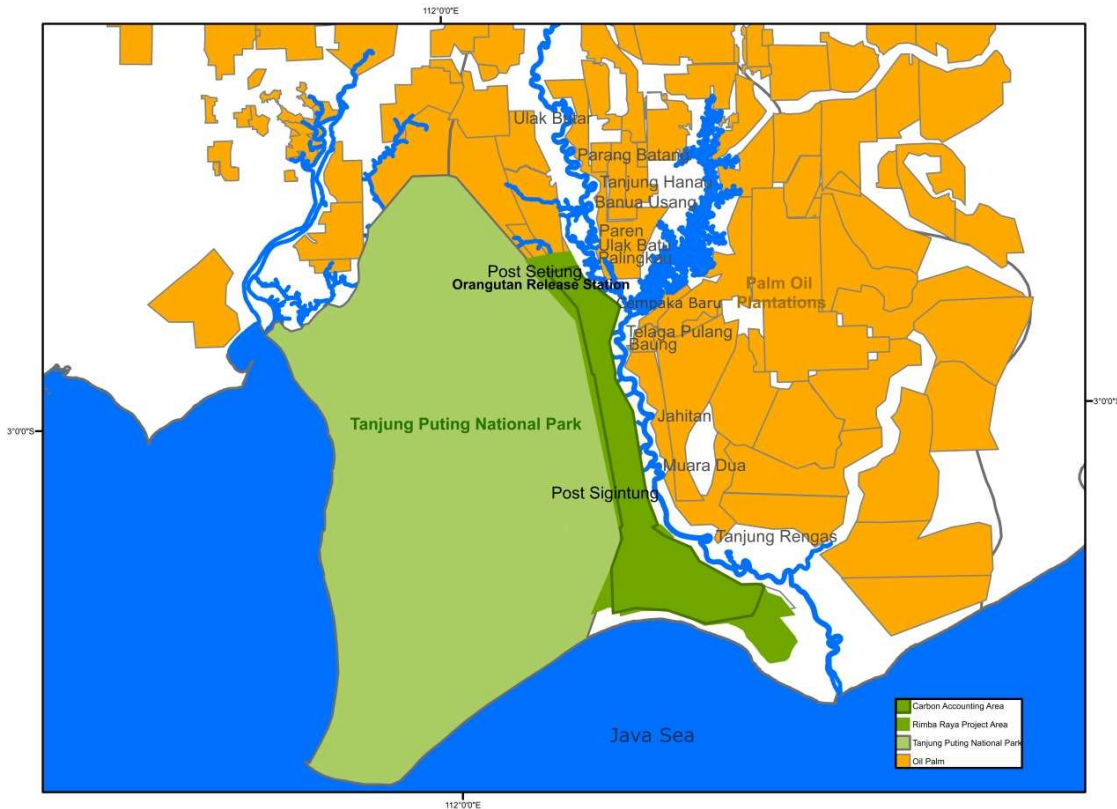 112°0'0"E
Ulak Butar
Parang Batang
Tanjung Hanau
Banua Usang
Paren
Ulak Batu
Palingkau
Post Setiung
Orangutan Release Station
Palm Oil
Plantations
Cempaka Baru
Telaga Pulang
Baung
3°0'0"S
Jahitan
Tanjung Puting National Park
3°0'0"S
Muara Dua
Post Sigintung
Tanjung Rengas
Java Sea
Carbon Accounting Area
Rimba Raya Project Area
Tanjung Puting National Park
Oil Palm
112°0'0"E